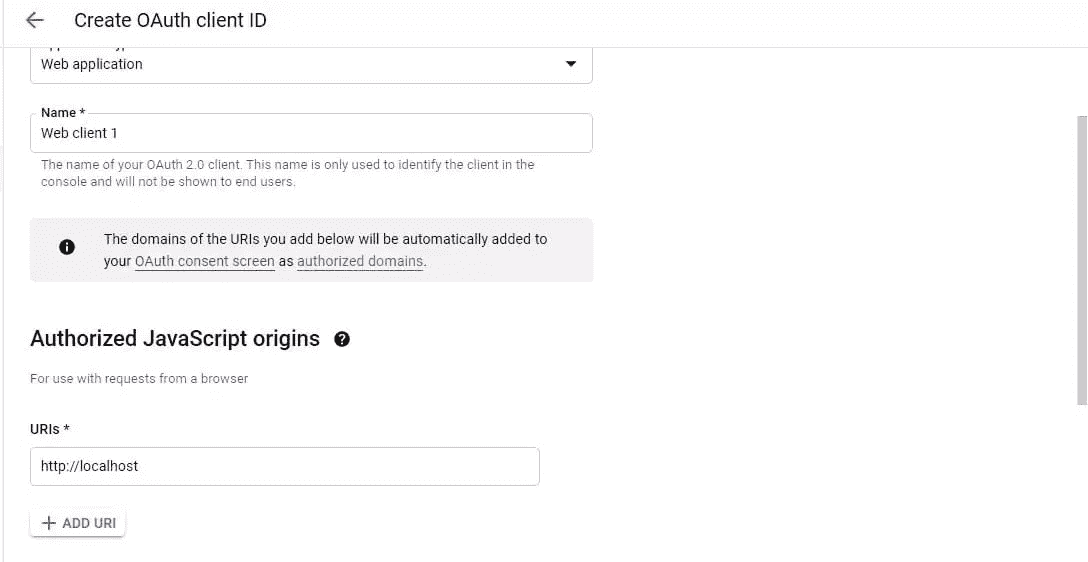 Create OAuth client ID
Web application
Name *
Web client 1
The name of your OAuth 2.0 client. This name is only used to identify the client in the
console and will not be shown to end users.
The domains of the URIs you add below will be automatically added to
your OAuth consent screen as authorized domains.
Authorized JavaScript origins
For use with requests from a browser
URIs *
http://localhost
ADD URI